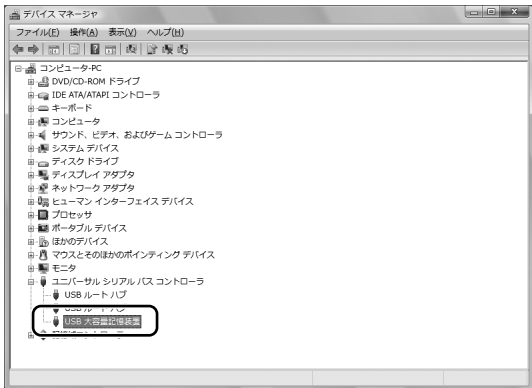 デバイス マネージャ
ファイル(F) 操作(A) 表示(V) ヘルプ(H)
コンピュータ-PC
DVD/CD-ROM ドライブ
IDE ATA/ATAPI コントローラ
キーボード
コンピュータ
サウンド、ビデオ、およびゲーム コントローラ
システム デバイス
ディスク ドライブ
ディスプレイ アダプタ
ネットワーク アダプタ
ヒューマン インターフェイス デバイス
プロセッサ
ポータブル デバイス
ほかのデバイス
マウスとそのほかのポインティング デバイス
モニタ
ユニバーサル シリアル バス コントローラ
USB ルート ハブ
USB ルート ハブ
USB 大容量記憶装置